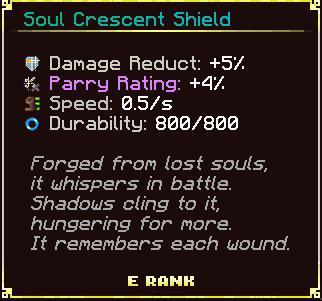 Soul Crescent Shield
Damage Reduct: +5%
Parry Rating: +4%
Speed: 0.5/s
Durability: 800/800
Forged from lost souls,
it whispers in battle.
Shadows cling to it,
hungering for more.
It remembers each wound.
E RANK